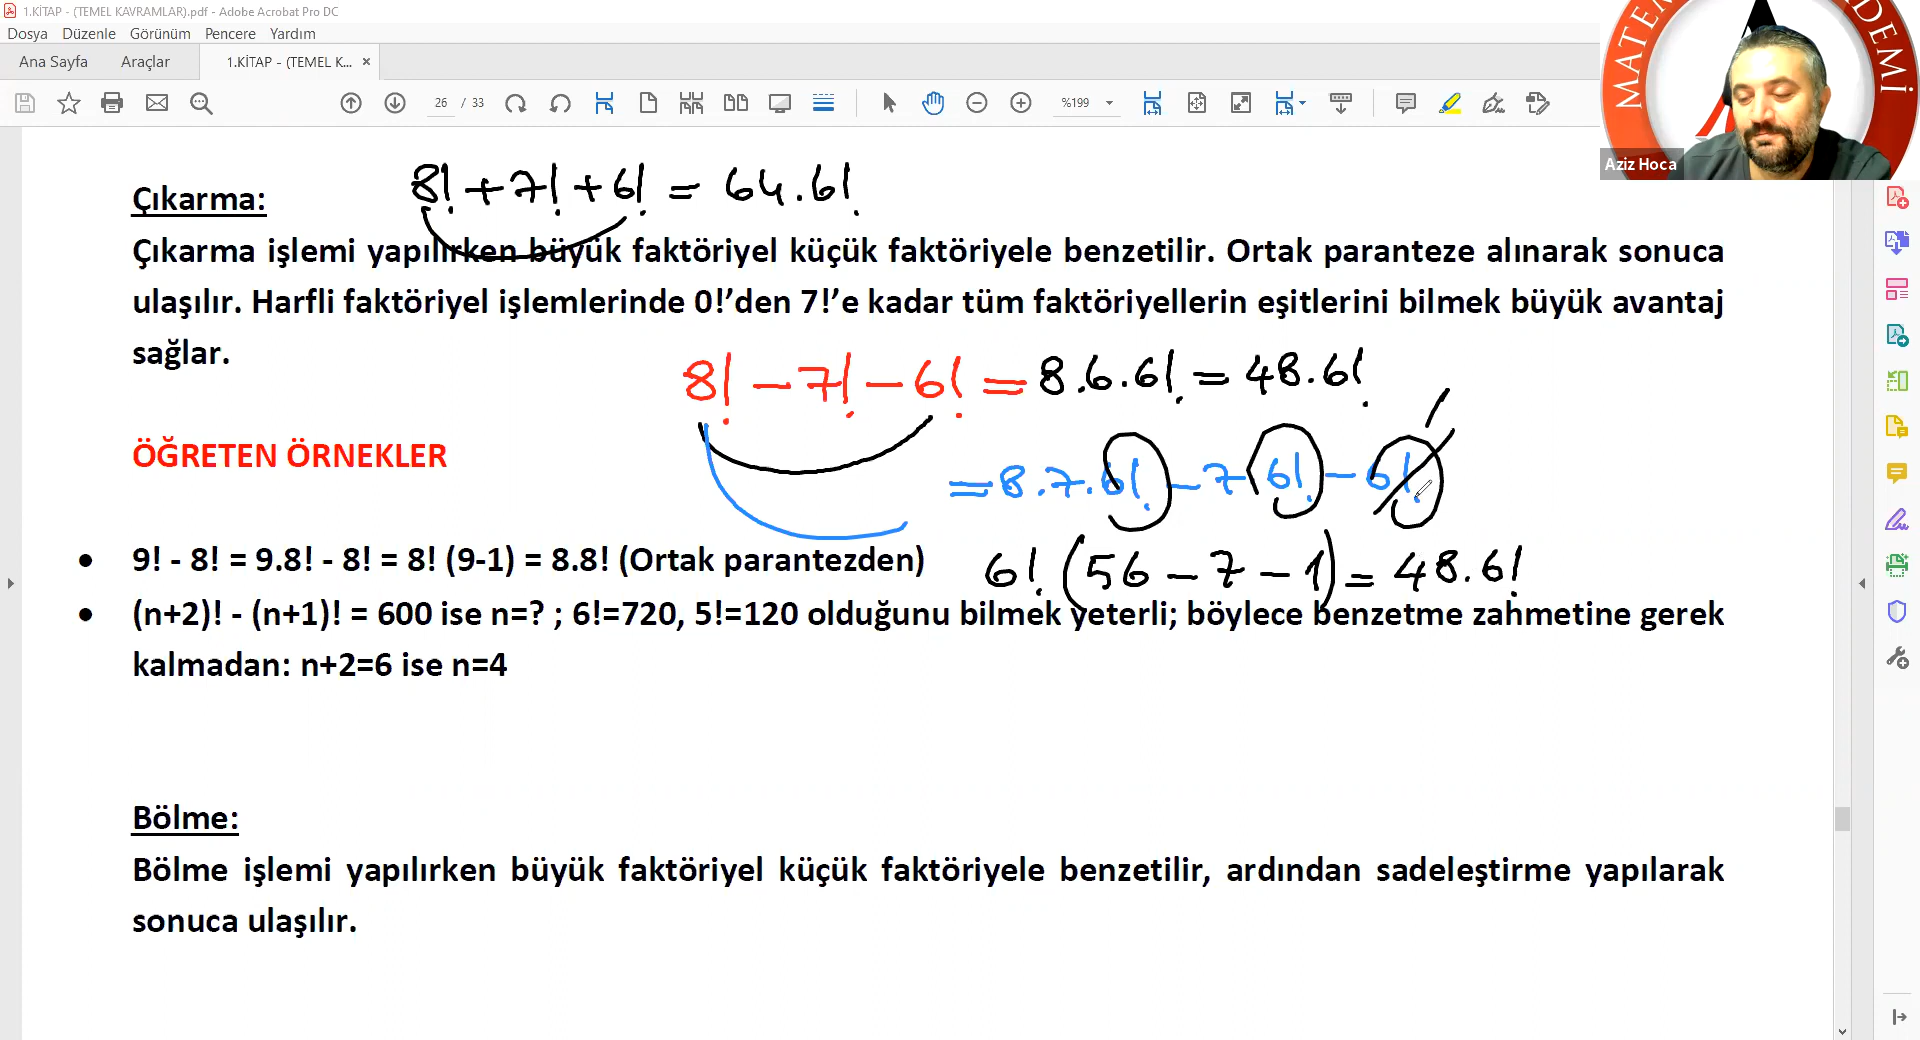 1.KİTAP - (TEMEL KAVRAMLAR).pdf - Adobe Acrobat Pro DC
Dosya Düzenle Görünüm Pencere Yardım
Ana Sayfa Araçlar 1.KİTAP - (TEMEL K... ×
26 / 33 %199
Aziz Hoca
8! + 7! + 6! = 64.6!
Çıkarma:
Çıkarma işlemi yapılırken büyük faktöriyel küçük faktöriyele benzetilir. Ortak paranteze alınarak sonuca
ulaşılır. Harfli faktöriyel işlemlerinde 0!’den 7!’e kadar tüm faktöriyellerin eşitlerini bilmek büyük avantaj
sağlar.
8! - 7! - 6! = 8.6.6! = 48.6!
ÖĞRETEN ÖRNEKLER
= 8.7.6! - 7 6! - 6!
1
• 9! - 8! = 9.8! - 8! = 8! (9-1) = 8.8! (Ortak parantezden)
6! (56 - 7 - 1) = 48.6!
• (n+2)! - (n+1)! = 600 ise n=? ; 6!=720, 5!=120 olduğunu bilmek yeterli; böylece benzetme zahmetine gerek
kalmadan: n+2=6 ise n=4
Bölme:
Bölme işlemi yapılırken büyük faktöriyel küçük faktöriyele benzetilir, ardından sadeleştirme yapılarak
sonuca ulaşılır.